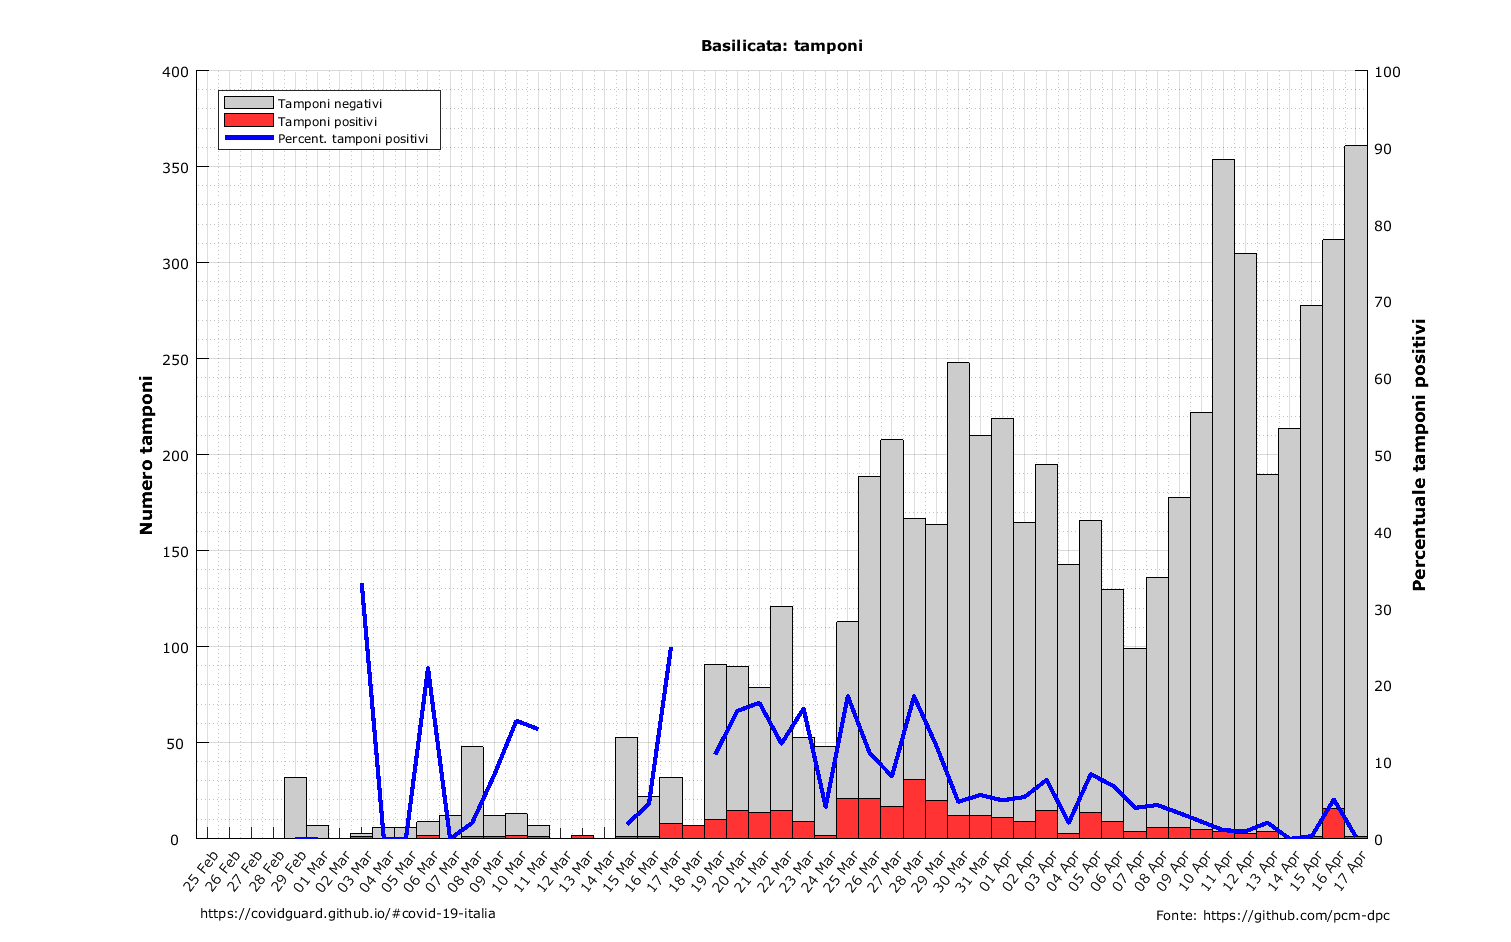 Basilicata: tamponi
Tamponi negativi
Tamponi positivi
Percent. tamponi positivi
Numero tamponi
400
350
300
250
200
150
100
50
0
Percentuale tamponi positivi
100
90
80
70
60
50
40
30
20
10
0
25 Feb
26 Feb
27 Feb
28 Feb
29 Feb
01 Mar
02 Mar
03 Mar
04 Mar
05 Mar
06 Mar
07 Mar
08 Mar
09 Mar
10 Mar
11 Mar
12 Mar
13 Mar
14 Mar
15 Mar
16 Mar
17 Mar
18 Mar
19 Mar
20 Mar
21 Mar
22 Mar
23 Mar
24 Mar
25 Mar
26 Mar
27 Mar
28 Mar
29 Mar
30 Mar
31 Mar
01 Apr
02 Apr
03 Apr
04 Apr
05 Apr
06 Apr
07 Apr
08 Apr
09 Apr
10 Apr
11 Apr
12 Apr
13 Apr
14 Apr
15 Apr
16 Apr
17 Apr
https://covidguard.github.io/#covid-19-italia
Fonte: https://github.com/pcm-dpc